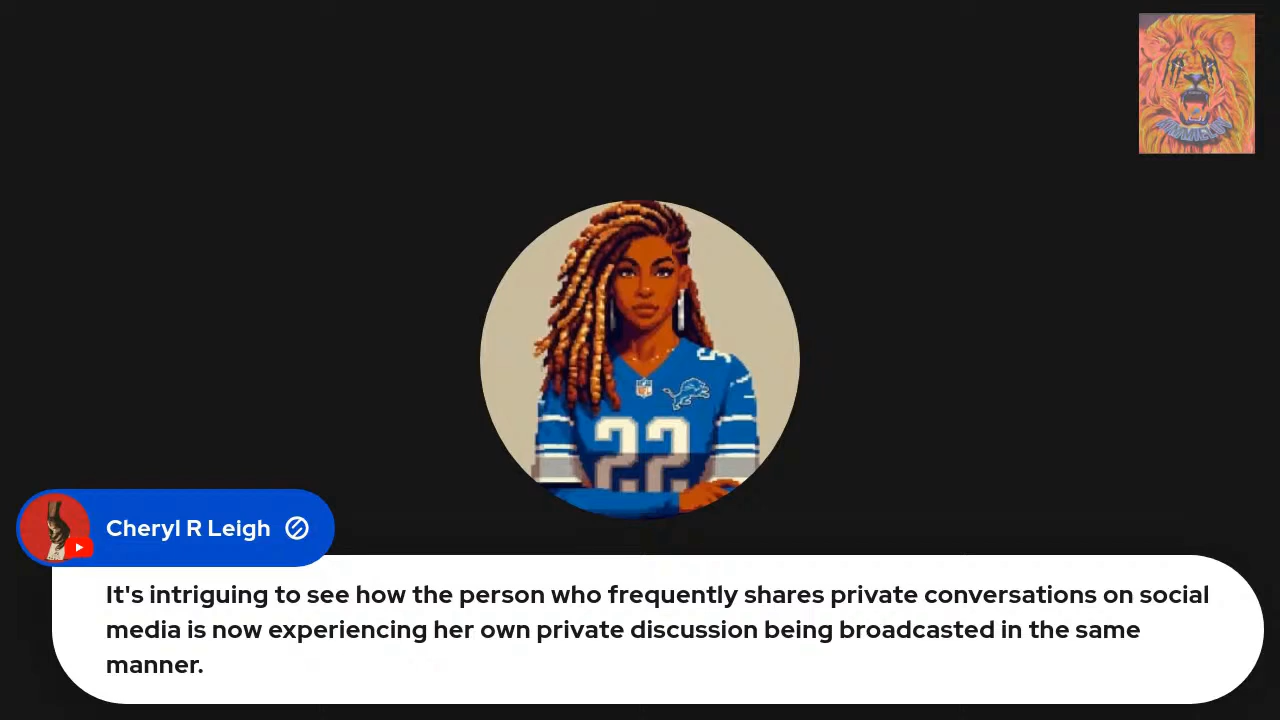 22
Cheryl R Leigh
It's intriguing to see how the person who frequently shares private conversations on social
media is now experiencing her own private discussion being broadcasted in the same
manner.